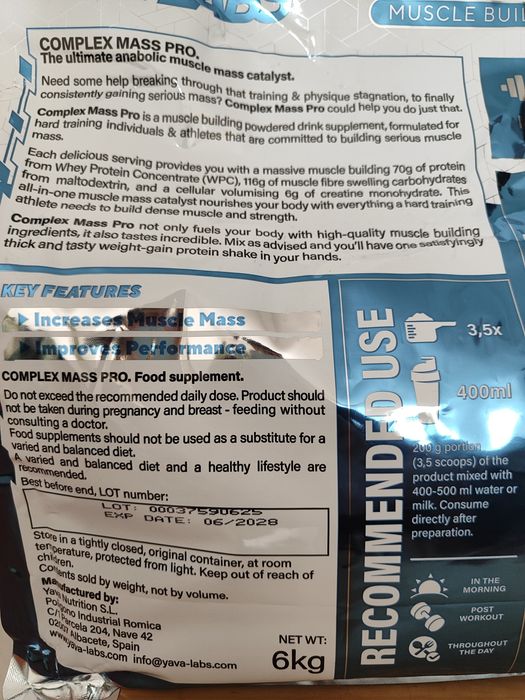 MUSCLE BUIL
COMPLEX MASS PRO.
The ultimate anabolic muscle mass catalyst.
Need some help breaking through that training & physique stagnation, to finally
consistently gaining serious mass? Complex Mass Pro could help you do just that.
Complex Mass Pro is a muscle building powdered drink supplement, formulated for
hard training individuals & athletes that are committed to building serious muscle
mass.
Each delicious serving provides you with a massive muscle building 70g of protein
from Whey Protein Concentrate (WPC), 116g of muscle fibre swelling carbohydrates
from maltodextrin, and a cellular volumising 6g of creatine monohydrate. This
all-in-one muscle mass catalyst nourishes your body with everything a hard training
athlete needs to build dense muscle and strength.
Complex Mass Pro not only fuels your body with high-quality muscle building
ingredients, it also tastes incredible. Mix as advised and you'll have one satisfyingly
thick and tasty weight-gain protein shake in your hands.
KEY FEATURES
Increases Muscle Mass
Improves Performance
COMPLEX MASS PRO. Food supplement.
Do not exceed the recommended daily dose. Product should
not be taken during pregnancy and breast - feeding without
consulting a doctor.
Food supplements should not be used as a substitute for a
varied and balanced diet.
A varied and balanced diet and a healthy lifestyle are
recommended.
Best before end, LOT number:
LOT: 00037590625
EXP DATE: 06/2028
Store in a tightly closed, original container, at room
temperature, protected from light. Keep out of reach of
children.
Contents sold by weight, not by volume.
Manufactured by:
Yava Nutrition S.L.
Polígono Industrial Romica
C/ Parcela 204, Nave 42
02007 Albacete, Spain
www.yava-labs.com info@yava-labs.com
NET WT:
6kg
RECOMMENDED USE
3,5x
400ml
200 g portion
(3,5 scoops) of the
product mixed with
400-500 ml water or
milk. Consume
directly after
preparation.
IN THE
MORNING
POST
WORKOUT
THROUGHOUT
THE DAY